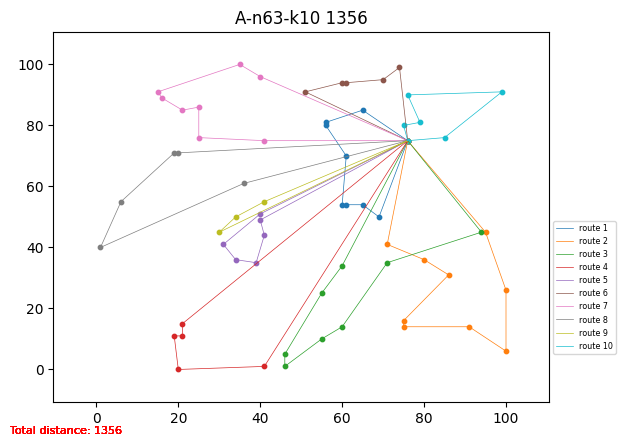 A-n63-k10 1356
100
80
60
40
20
0
0 20 40 60 80 100
route 1
route 2
route 3
route 4
route 5
route 6
route 7
route 8
route 9
route 10
Total distance: 1356